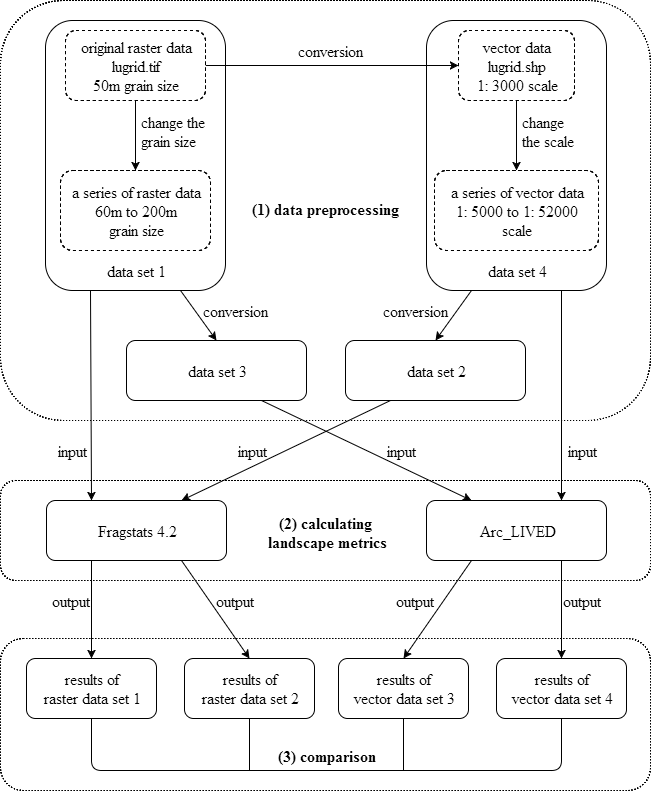 original raster data
lugrid.tif
50m grain size
conversion
vector data
lugrid.shp
1: 3000 scale
change the
grain size
change
the scale
a series of raster data
60m to 200m
grain size
(1) data preprocessing
a series of vector data
1: 5000 to 1: 52000
scale
data set 1
data set 4
conversion
conversion
data set 3
data set 2
input
input
input
input
Fragstats 4.2
(2) calculating
landscape metrics
Arc_LIVED
output
output
output
output
results of
raster data set 1
results of
raster data set 2
results of
vector data set 3
results of
vector data set 4
(3) comparison